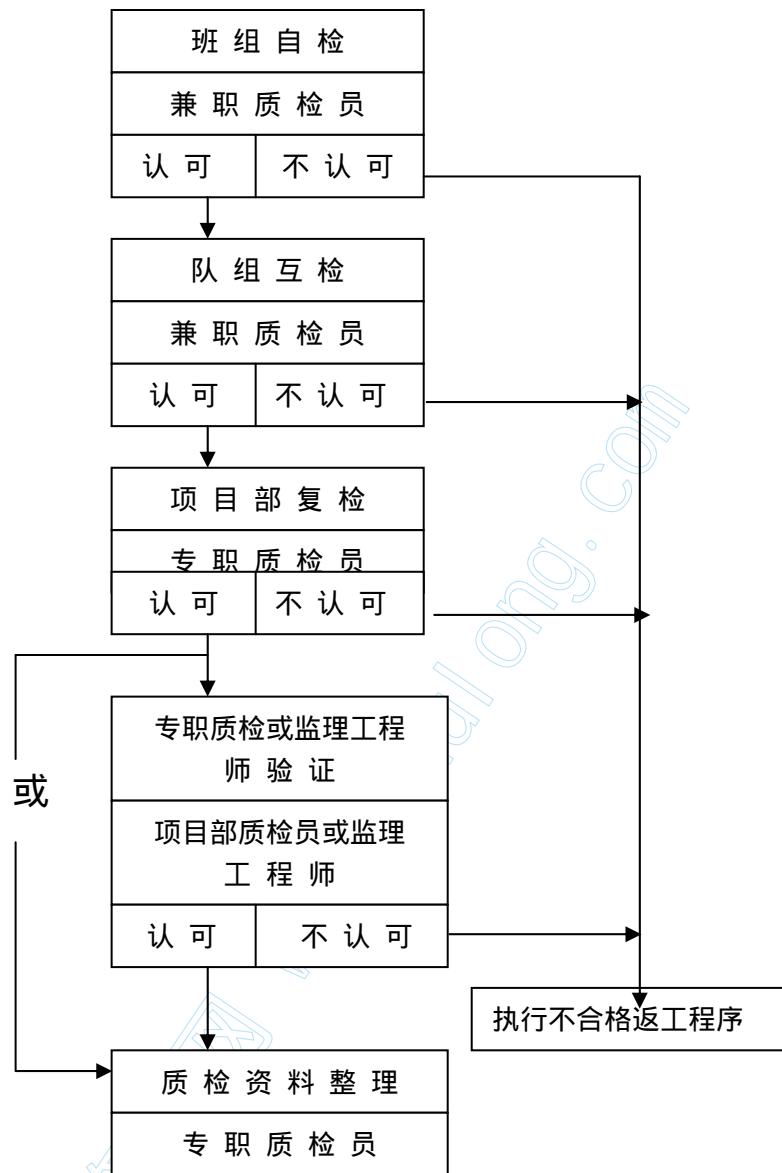 班组自检
兼职质检员
认可 不认可
队组互检
兼职质检员
认可 不认可
项目部复检
专职质检员
认可 不认可
专职质检或监理工程
师验证
或
项目部质检员或监理
工程师
认可 不认可
执行不合格返工程序
质检资料整理
专职质检员